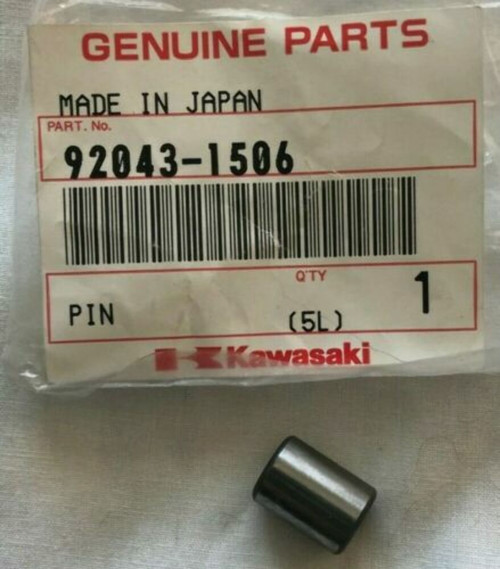 GENUINE PARTS
MADE IN JAPAN
PART. No.
92043-1506
Q'TY
PIN (5L) 1
Kawasaki